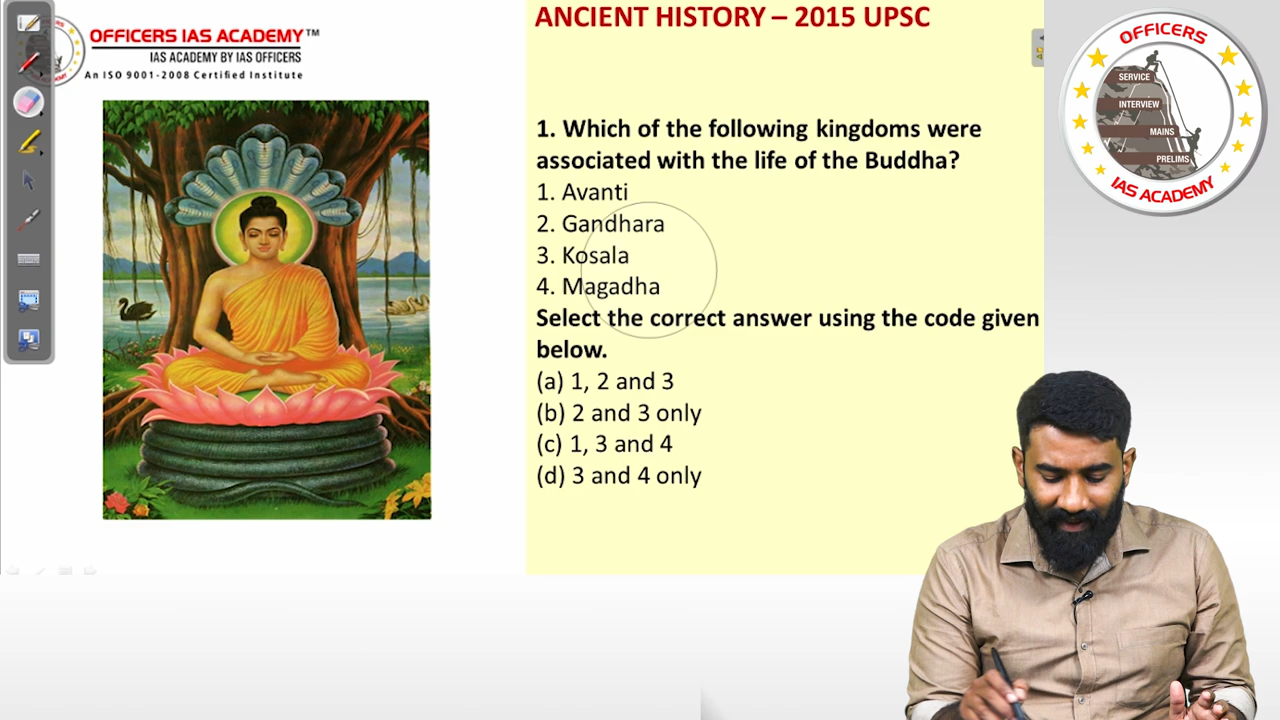 OFFICERS IAS ACADEMY™
IAS ACADEMY BY IAS OFFICERS
An ISO 9001-2008 Certified Institute
ANCIENT HISTORY – 2015 UPSC
1. Which of the following kingdoms were
associated with the life of the Buddha?
1. Avanti
2. Gandhara
3. Kosala
4. Magadha
Select the correct answer using the code given
below.
(a) 1, 2 and 3
(b) 2 and 3 only
(c) 1, 3 and 4
(d) 3 and 4 only
OFFICERS
SERVICE
INTERVIEW
MAINS
PRELIMS
IAS ACADEMY